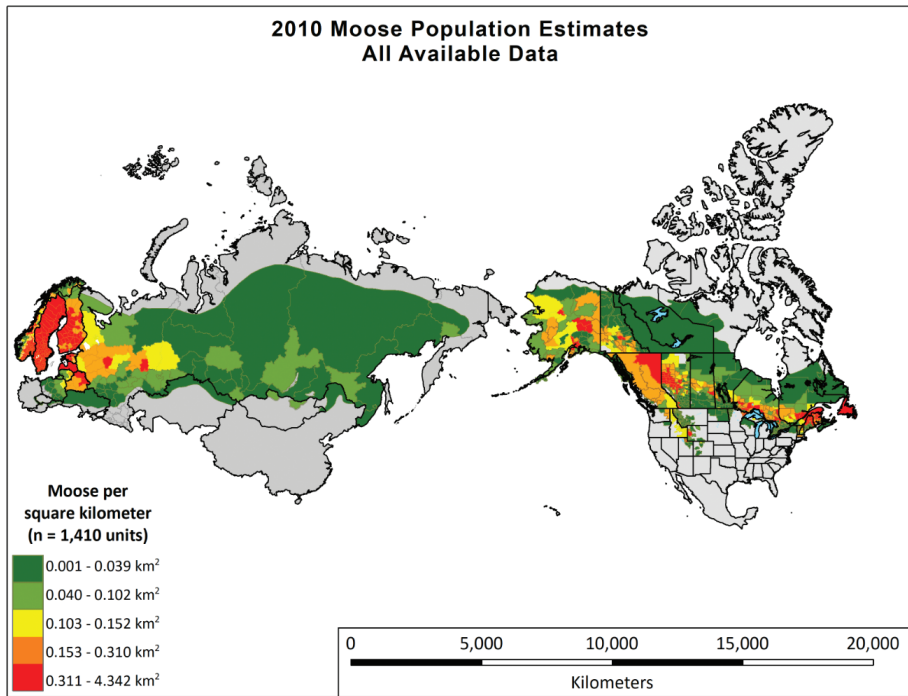 2010 Moose Population Estimates
All Available Data
Moose per
square kilometer
(n = 1,410 units)
0.001 - 0.039 km²
0.040 - 0.102 km²
0.103 - 0.152 km²
0.153 - 0.310 km²
0.311 - 4.342 km²
0 5,000 10,000 15,000 20,000
Kilometers